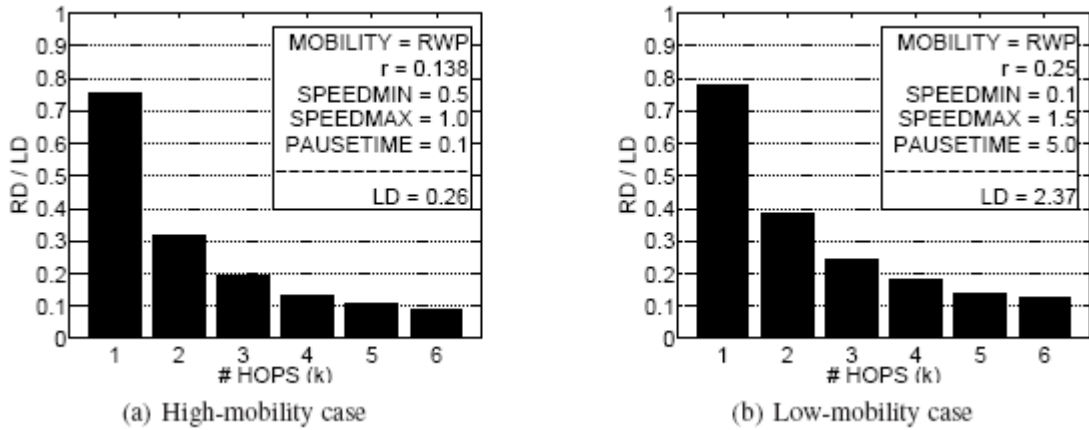 1
0.9
0.8
0.7
0.6
0.5
0.4
0.3
0.2
0.1
0
RD / LD
MOBILITY = RWP
r = 0.138
SPEEDMIN = 0.5
SPEEDMAX = 1.0
PAUSETIME = 0.1
LD = 0.26
1 2 3 4 5 6
# HOPS (k)
(a) High-mobility case
1
0.9
0.8
0.7
0.6
0.5
0.4
0.3
0.2
0.1
0
RD / LD
MOBILITY = RWP
r = 0.25
SPEEDMIN = 0.1
SPEEDMAX = 1.5
PAUSETIME = 5.0
LD = 2.37
1 2 3 4 5 6
# HOPS (k)
(b) Low-mobility case